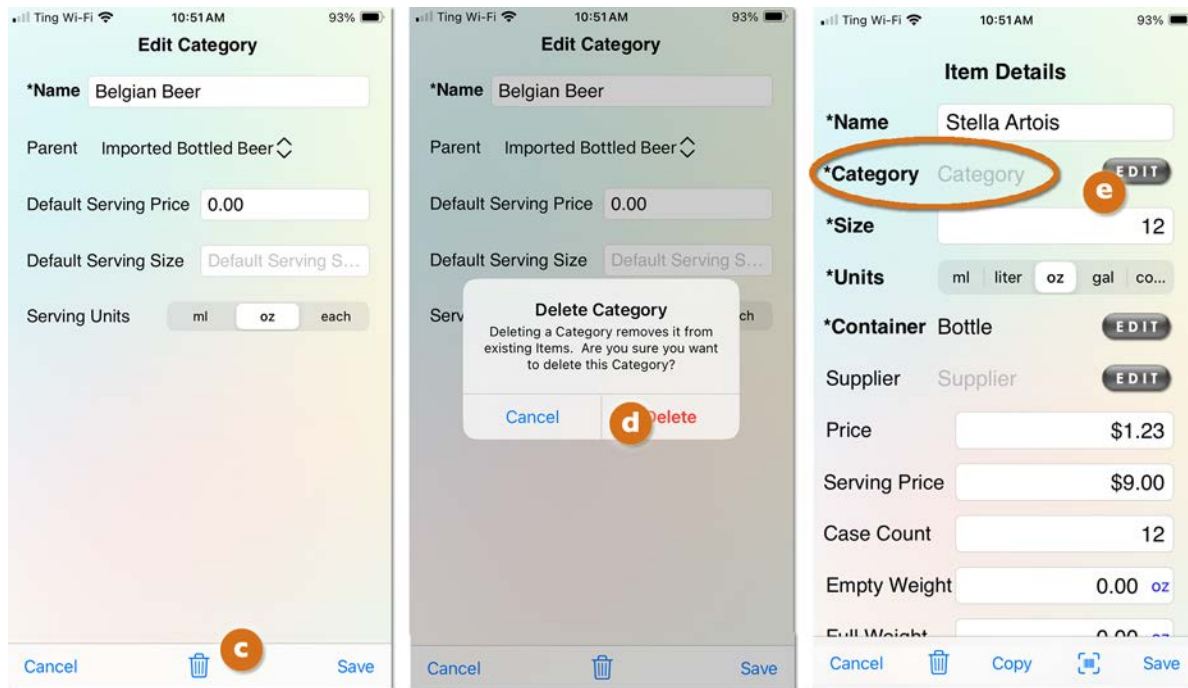 Ting Wi-Fi 10:51 AM 93%
Edit Category
*Name Belgian Beer
Parent Imported Bottled Beer
Default Serving Price 0.00
Default Serving Size Default Serving S...
Serving Units ml oz each
c
Cancel Save
Ting Wi-Fi 10:51 AM 93%
Edit Category
*Name Belgian Beer
Parent Imported Bottled Beer
Default Serving Price 0.00
Default Serving Size Default Serving S...
Serv ch
Delete Category
Deleting a Category removes it from
existing Items. Are you sure you want
to delete this Category?
Cancel d Delete
Cancel Save
Ting Wi-Fi 10:51 AM 93%
Item Details
*Name Stella Artois
*Category Category EDIT
e
*Size 12
*Units ml liter oz gal co...
*Container Bottle EDIT
Supplier Supplier EDIT
Price $1.23
Serving Price $9.00
Case Count 12
Empty Weight 0.00 oz
Full Weight 0.00 oz
Cancel Copy Save